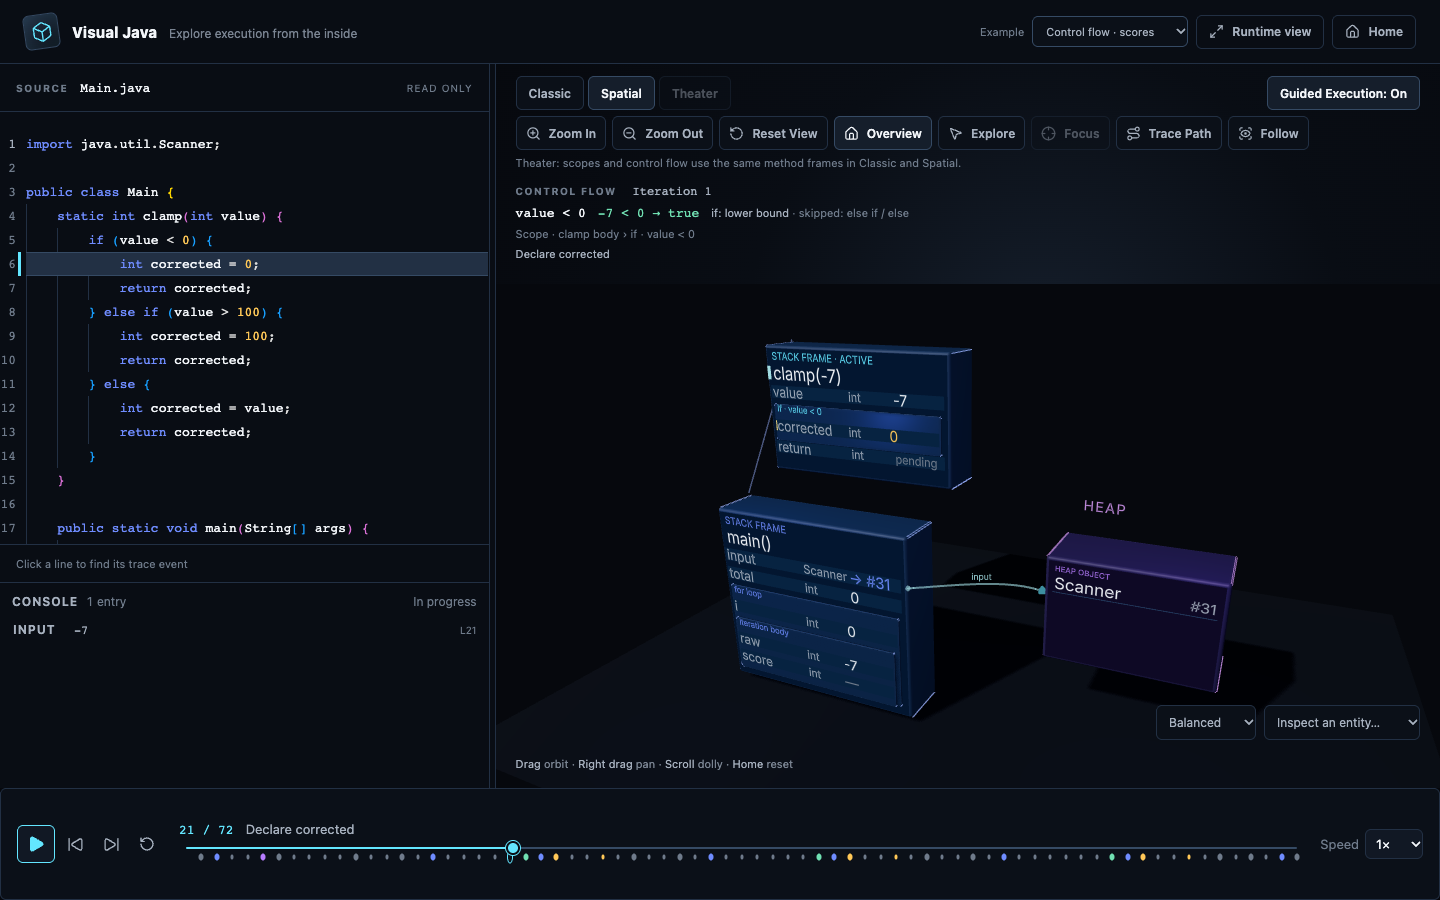 Visual Java Explore execution from the inside
Example Control flow · scores Runtime view Home
SOURCE Main.java READ ONLY
1 import java.util.Scanner;
2
3 public class Main {
4 static int clamp(int value) {
5 if (value < 0) {
6 int corrected = 0;
7 return corrected;
8 } else if (value > 100) {
9 int corrected = 100;
10 return corrected;
11 } else {
12 int corrected = value;
13 return corrected;
14 }
15 }
16
17 public static void main(String[] args) {
Click a line to find its trace event
CONSOLE 1 entry In progress
INPUT -7 L21
Classic Spatial Theater Guided Execution: On
Zoom In Zoom Out Reset View Overview Explore Focus Trace Path Follow
Theater: scopes and control flow use the same method frames in Classic and Spatial.
CONTROL FLOW Iteration 1
value < 0 -7 < 0 → true if: lower bound · skipped: else if / else
Scope · clamp body › if · value < 0
Declare corrected
STACK FRAME · ACTIVE
clamp(-7)
value int -7
if · value < 0
corrected int 0
return int pending
STACK FRAME
main()
input Scanner → #31
total int 0
for loop
i int 0
iteration body
raw int -7
score int —
input
HEAP
HEAP OBJECT
Scanner
#31
Balanced Inspect an entity...
Drag orbit · Right drag pan · Scroll dolly · Home reset
21 / 72 Declare corrected
Speed 1×